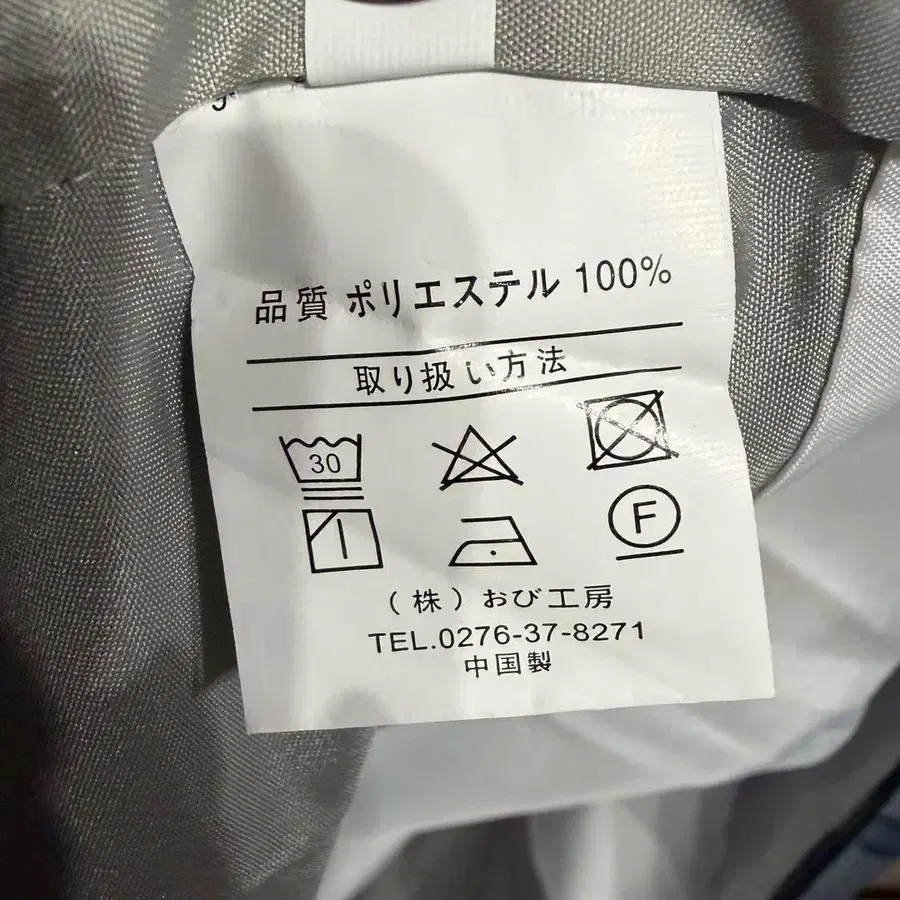 品質 ポリエステル 100%
取り扱い方法
30
F
(株)おび工房
TEL.0276-37-8271
中国製